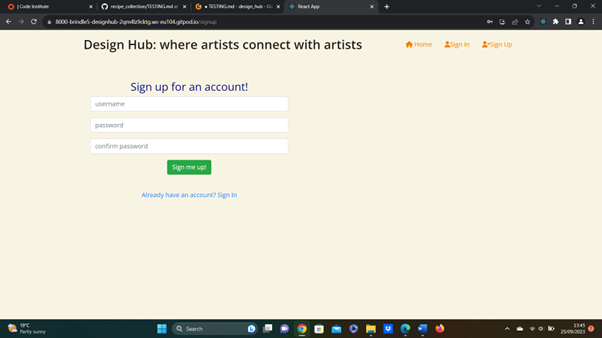 | Code Institute
recipe_collection/TESTING.md at
● TESTING.md - design_hub - G
React App
8000-brindle5-designhub-2qm4lz9cktg.ws-eu104.gitpod.io/signup
Design Hub: where artists connect with artists
Home
Sign In
Sign Up
Sign up for an account!
username
password
confirm password
Sign me up!
Already have an account? Sign In
19°C
Partly sunny
Search
13:45
25/09/2023